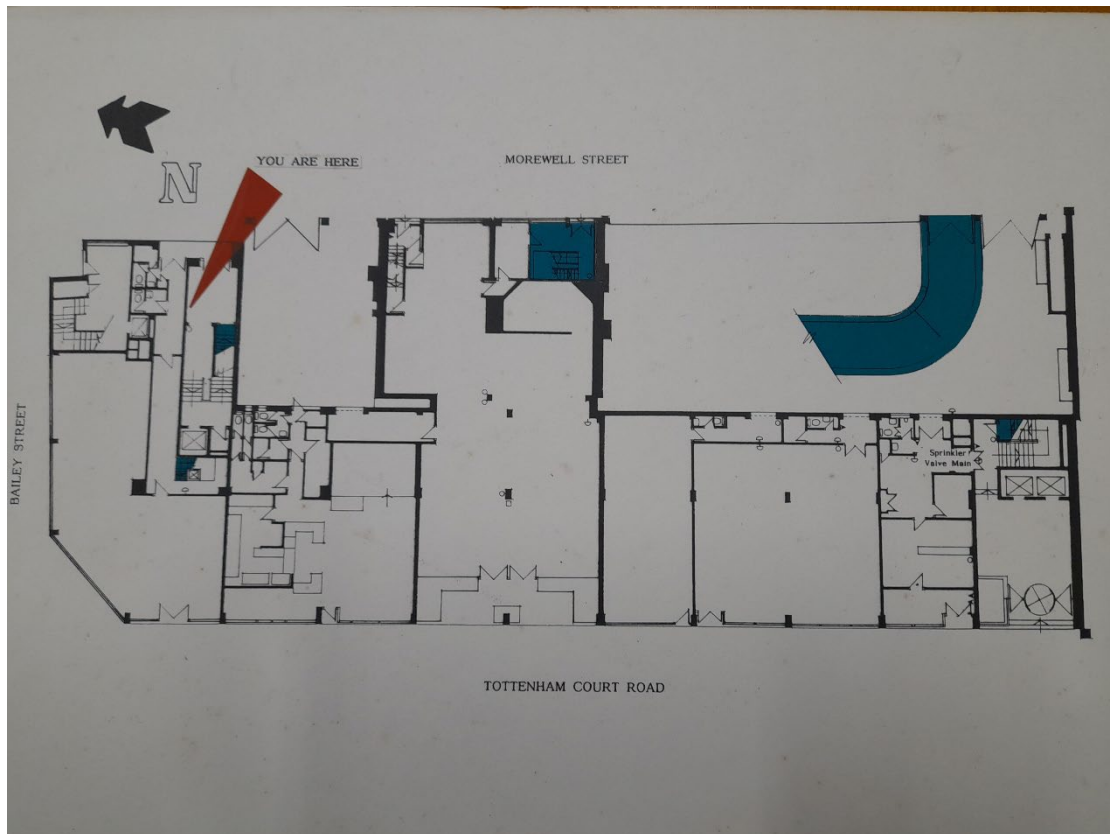 N
YOU ARE HERE
MOREWELL STREET
BAILEY STREET
Sprinkler
Valve Main
TOTTENHAM COURT ROAD